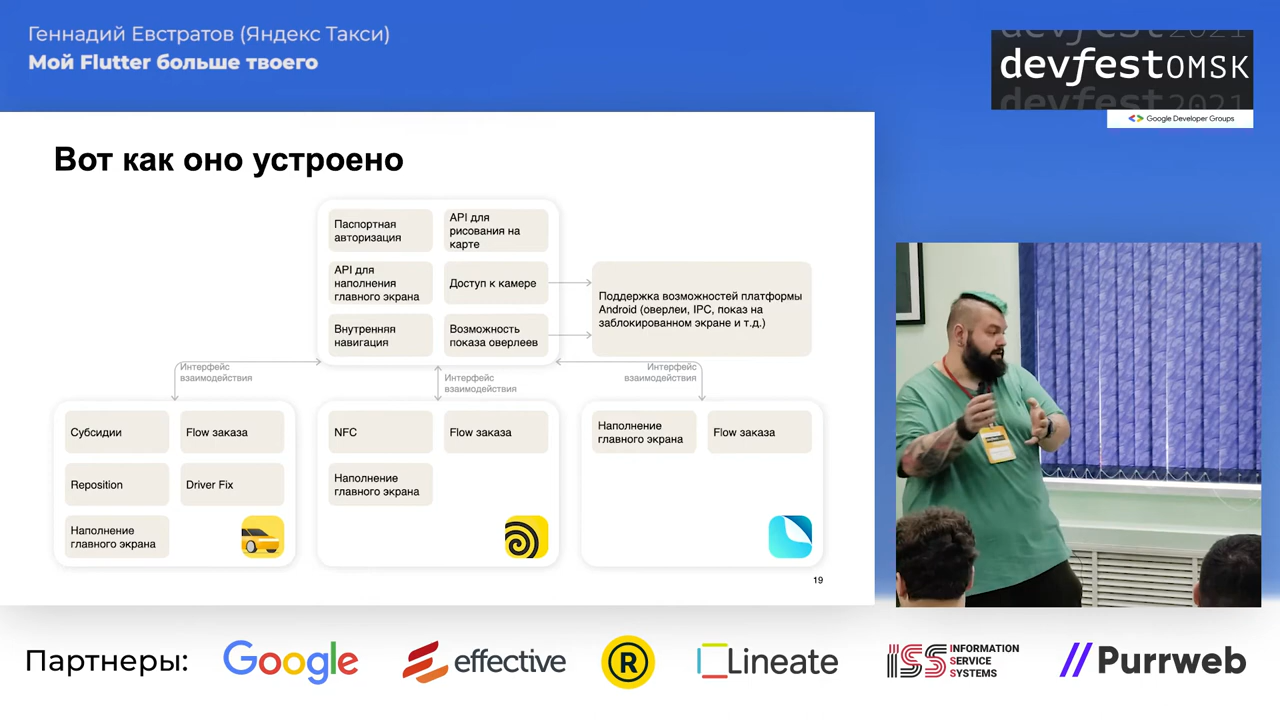 Геннадий Евстратов (Яндекс Такси)
Мой Flutter больше твоего
devfest2021
devfestOMSK
devfest2021
Google Developer Groups
Вот как оно устроено
Паспортная
авторизация
API для
рисования на
карте
API для
наполнения
главного экрана
Доступ к камере
Внутренняя
навигация
Возможность
показа оверлеев
Поддержка возможностей платформы
Android (оверлеи, IPC, показ на
заблокированном экране и т.д.)
Интерфейс
взаимодействия
Интерфейс
взаимодействия
Интерфейс
взаимодействия
Субсидии
Flow заказа
Reposition
Driver Fix
Наполнение
главного экрана
NFC
Flow заказа
Наполнение
главного экрана
Наполнение
главного экрана
Flow заказа
19
Партнеры:
Google
effective
R
Lineate
ISS INFORMATION
SERVICE
SYSTEMS
Purrweb